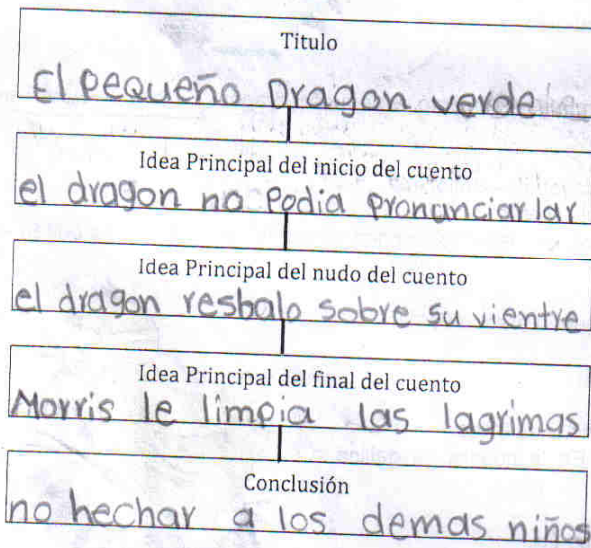 Titulo
El pequeño Dragon verde
Idea Principal del inicio del cuento
el dragon no podia pronanciar lar
Idea Principal del nudo del cuento
el dragon resbalo sobre su vientre
Idea Principal del final del cuento
Morris le limpia las lagrimas
Conclusión
no hechar a los demas niños